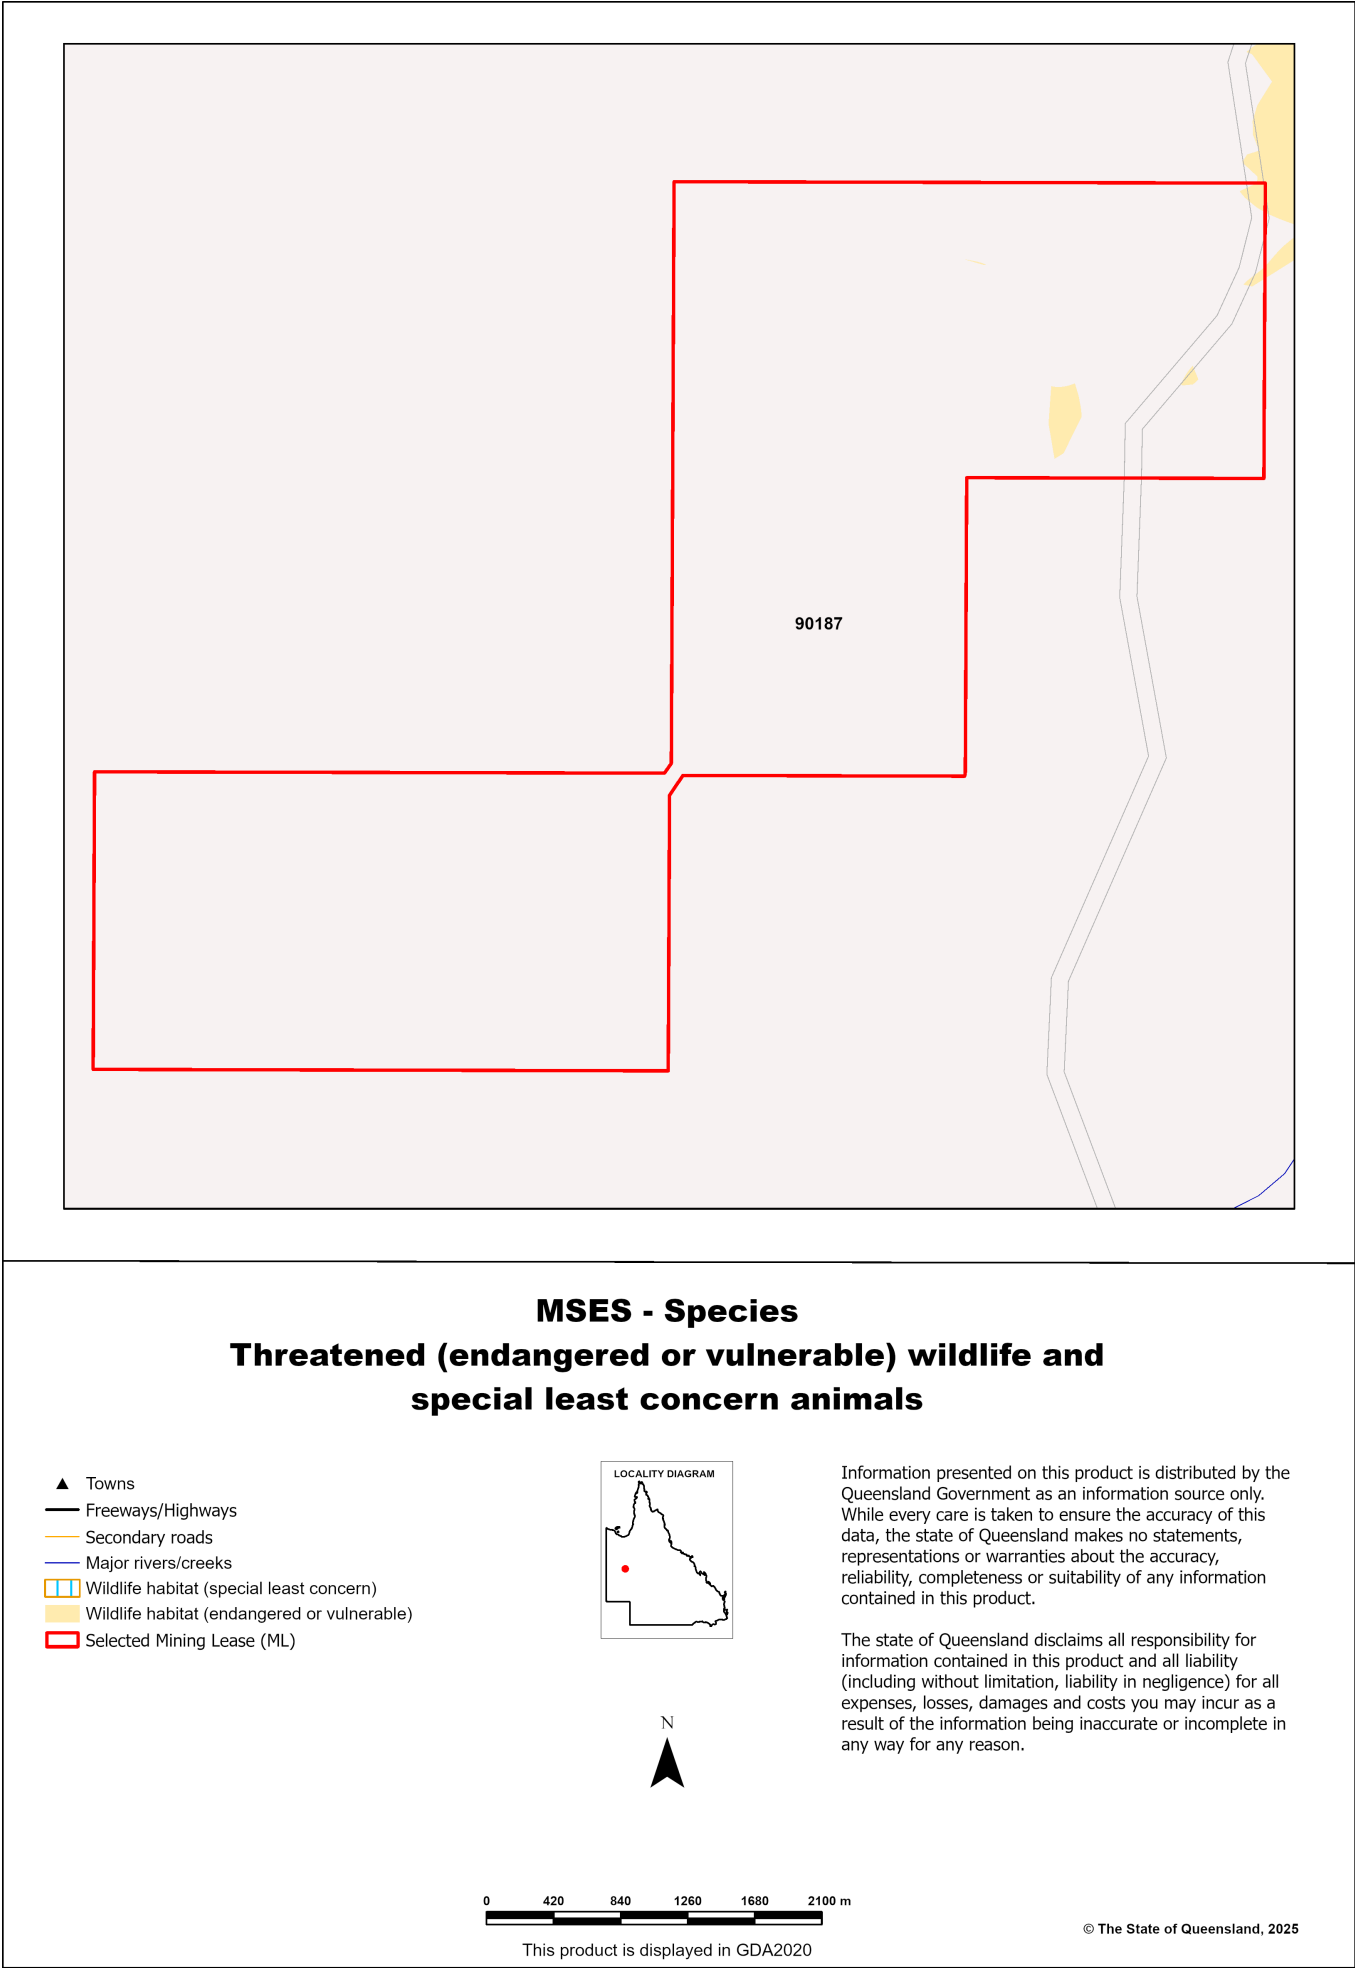 90187
MSES - Species
Threatened (endangered or vulnerable) wildlife and
special least concern animals
Towns
Freeways/Highways
Secondary roads
Major rivers/creeks
Wildlife habitat (special least concern)
Wildlife habitat (endangered or vulnerable)
Selected Mining Lease (ML)
LOCALITY DIAGRAM
N
0 420 840 1260 1680 2100 m
This product is displayed in GDA2020
Information presented on this product is distributed by the
Queensland Government as an information source only.
While every care is taken to ensure the accuracy of this
data, the state of Queensland makes no statements,
representations or warranties about the accuracy,
reliability, completeness or suitability of any information
contained in this product.
The state of Queensland disclaims all responsibility for
information contained in this product and all liability
(including without limitation, liability in negligence) for all
expenses, losses, damages and costs you may incur as a
result of the information being inaccurate or incomplete in
any way for any reason.
© The State of Queensland, 2025